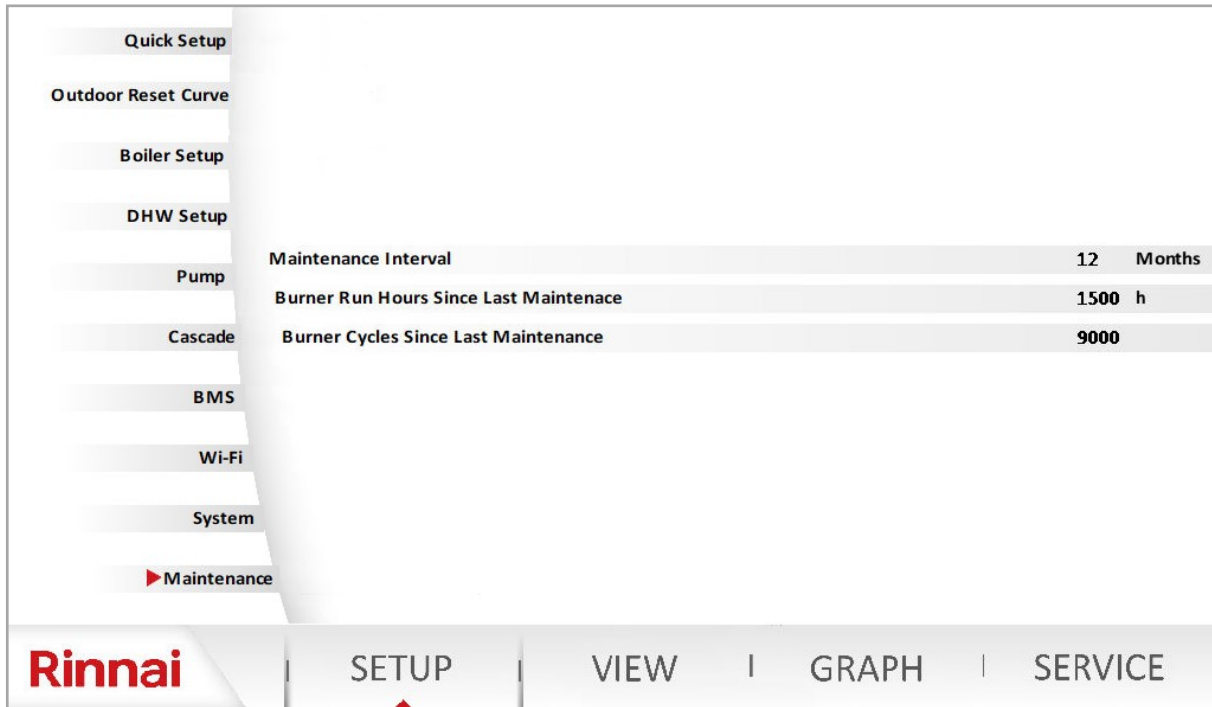 Quick Setup
Outdoor Reset Curve
Boiler Setup
DHW Setup
Pump
Cascade
BMS
Wi-Fi
System
Maintenance
Maintenance Interval 12 Months
Burner Run Hours Since Last Maintenace 1500 h
Burner Cycles Since Last Maintenance 9000
Rinnai | SETUP | VIEW | GRAPH | SERVICE